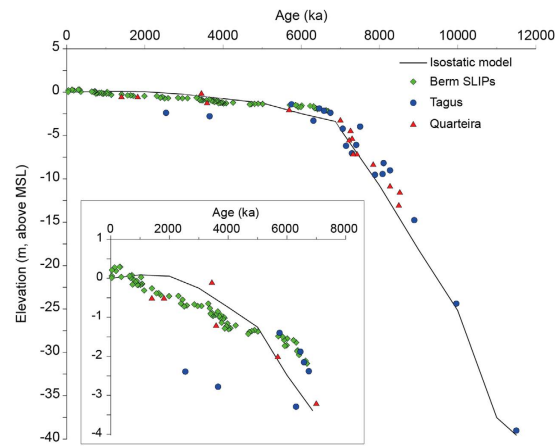 Age (ka)
0 2000 4000 6000 8000 10000 12000
5
0
-5
-10
-15
-20
-25
-30
-35
-40
Elevation (m, above MSL)
Isostatic model
Berm SLIPs
Tagus
Quarteira
Age (ka)
0 2000 4000 6000 8000
1
0
-1
-2
-3
-4